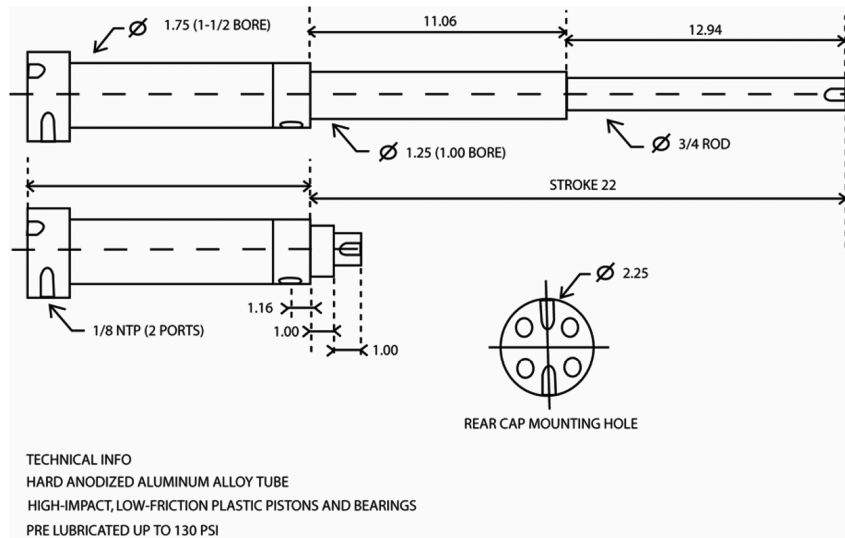 Ø 1.75 (1-1/2 BORE)
11.06
12.94
Ø 1.25 (1.00 BORE)
Ø 3/4 ROD
STROKE 22
1.16
1.00
1.00
1/8 NTP (2 PORTS)
Ø 2.25
REAR CAP MOUNTING HOLE
TECHNICAL INFO
HARD ANODIZED ALUMINUM ALLOY TUBE
HIGH-IMPACT, LOW-FRICTION PLASTIC PISTONS AND BEARINGS
PRE LUBRICATED UP TO 130 PSI